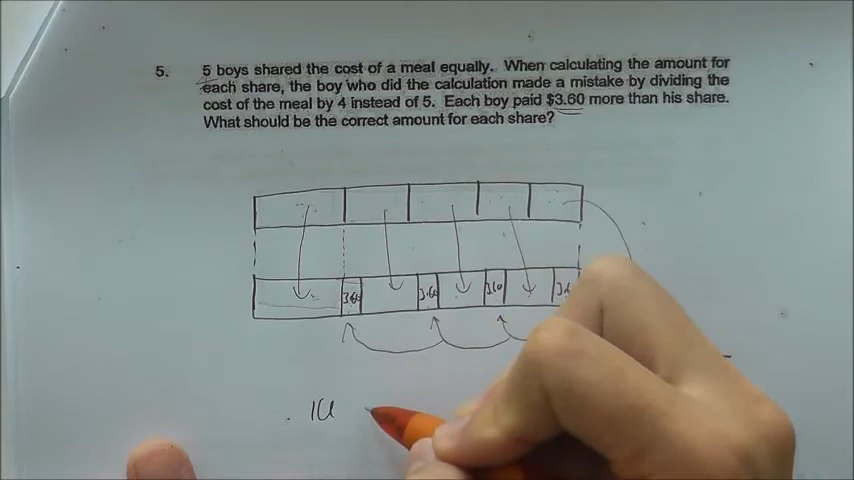 5. 5 boys shared the cost of a meal equally. When calculating the amount for
each share, the boy who did the calculation made a mistake by dividing the
cost of the meal by 4 instead of 5. Each boy paid $3.60 more than his share.
What should be the correct amount for each share?
3.60 3.60 3.60
1u